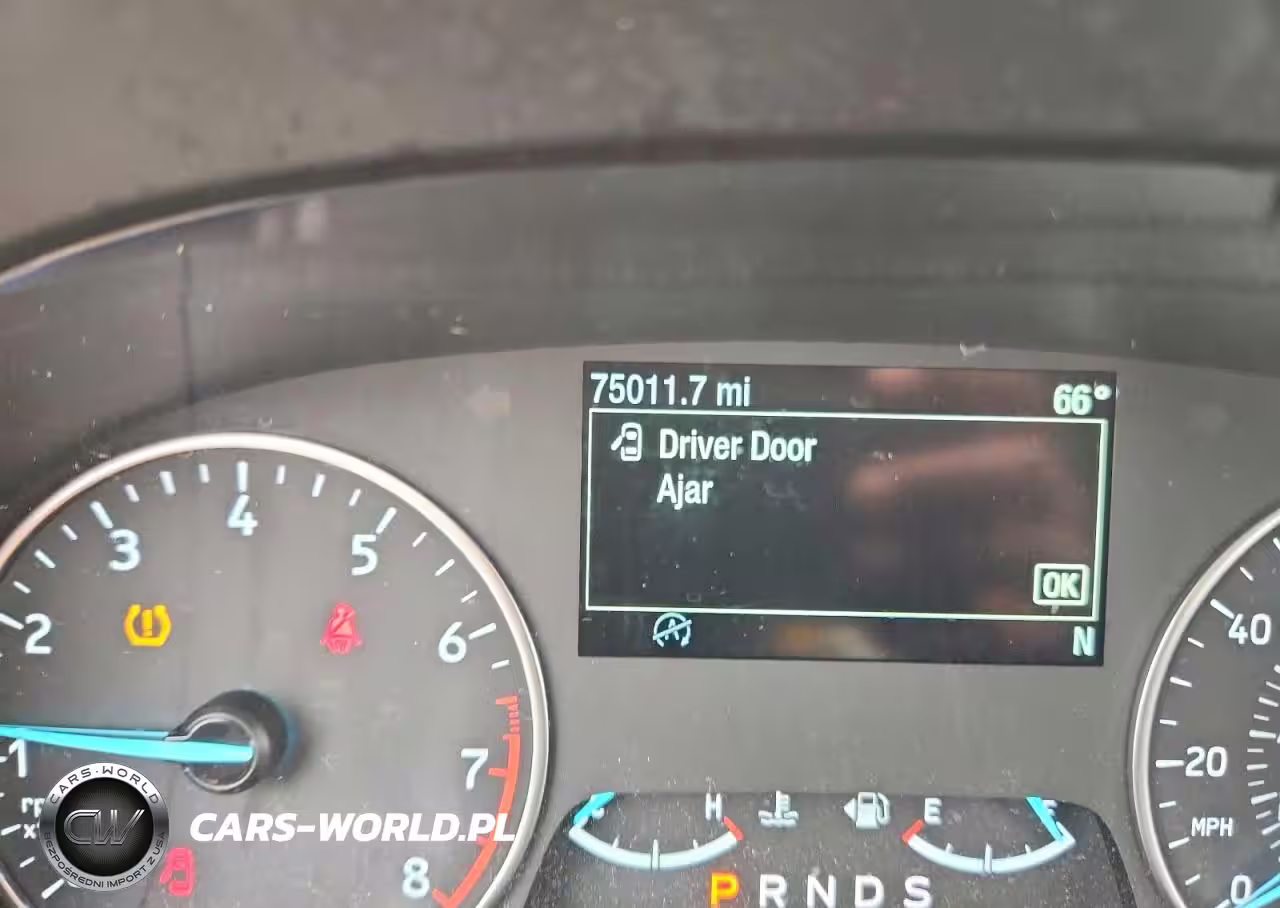 75011.7 mi
66°
Driver Door
Ajar
OK
N
1
2
3
4
5
6
7
8
H
E
F
P R N D S
40
20
MPH
0
CARS-WORLD
CW
BEZPOŚREDNI IMPORT Z USA
CARS-WORLD.PL